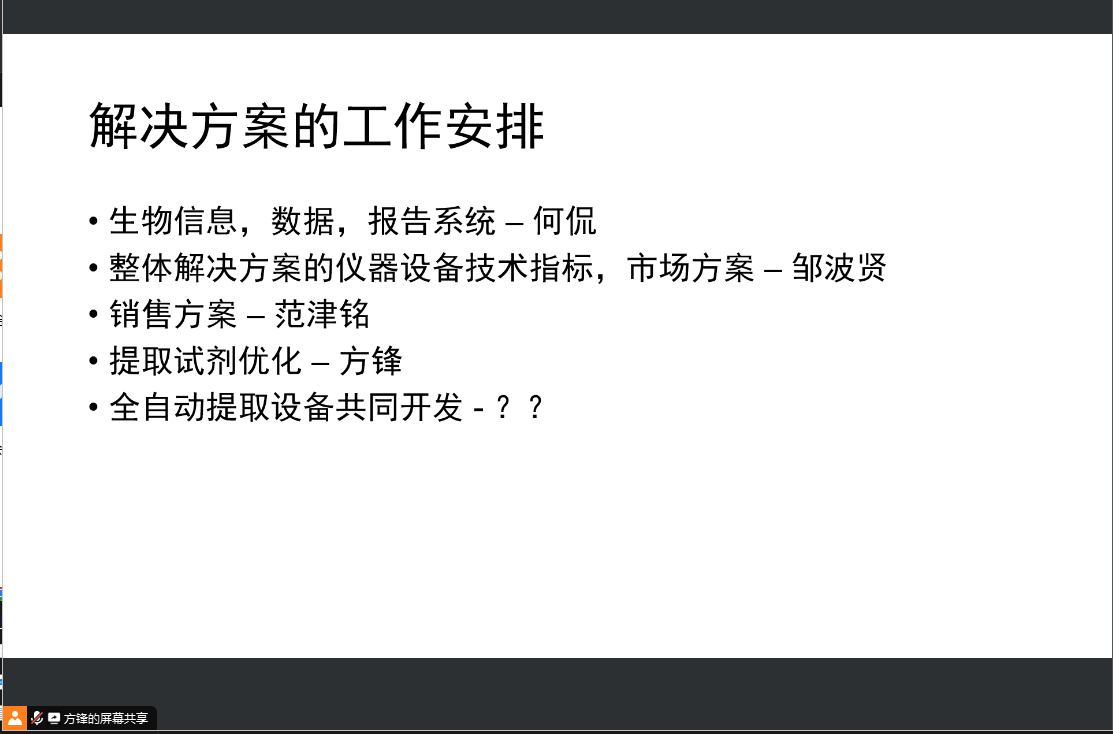 解决方案的工作安排
• 生物信息，数据，报告系统 – 何侃
• 整体解决方案的仪器设备技术指标，市场方案 – 邹波贤
• 销售方案 – 范津铭
• 提取试剂优化 – 方锋
• 全自动提取设备共同开发 - ？？
方锋的屏幕共享